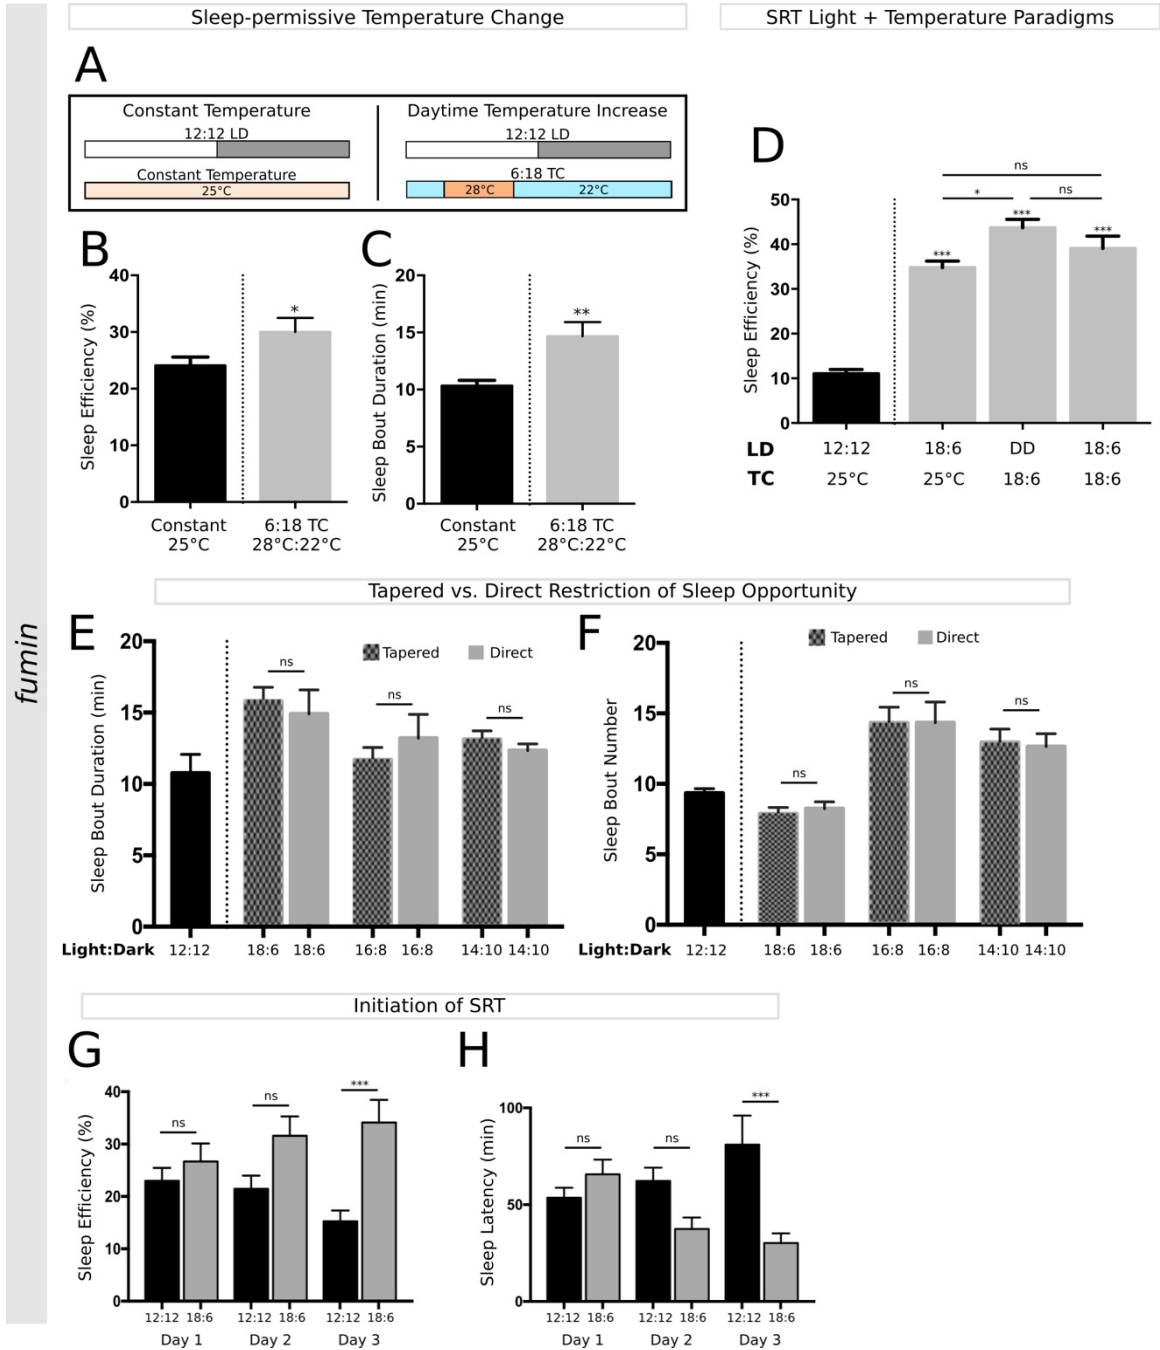 Sleep-permissive Temperature Change
SRT Light + Temperature Paradigms
fumin
A
Constant Temperature
12:12 LD
Constant Temperature
25°C
Daytime Temperature Increase
12:12 LD
6:18 TC
28°C 22°C
B
Sleep Efficiency (%)
40
30
20
10
0
*
Constant 6:18 TC
25°C 28°C:22°C
C
Sleep Bout Duration (min)
20
15
10
5
0
**
Constant 6:18 TC
25°C 28°C:22°C
D
Sleep Efficiency (%)
50
40
30
20
10
0
ns
* ns
*** *** ***
LD 12:12 18:6 DD 18:6
TC 25°C 25°C 18:6 18:6
Tapered vs. Direct Restriction of Sleep Opportunity
E
Sleep Bout Duration (min)
20
15
10
5
0
Tapered Direct
ns ns ns
Light:Dark 12:12 18:6 18:6 16:8 16:8 14:10 14:10
F
Sleep Bout Number
20
15
10
5
0
Tapered Direct
ns ns ns
Light:Dark 12:12 18:6 18:6 16:8 16:8 14:10 14:10
Initiation of SRT
G
Sleep Efficiency (%)
40
30
20
10
0
ns ns ***
12:12 18:6 12:12 18:6 12:12 18:6
Day 1 Day 2 Day 3
H
Sleep Latency (min)
100
50
0
ns ns ***
12:12 18:6 12:12 18:6 12:12 18:6
Day 1 Day 2 Day 3